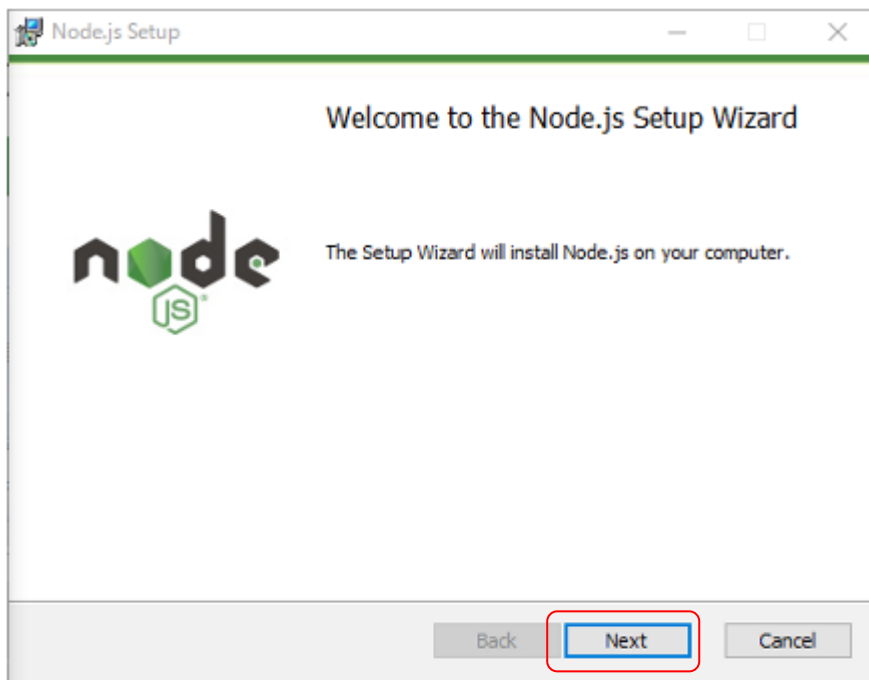 Node.js Setup
Welcome to the Node.js Setup Wizard
node
JS®
The Setup Wizard will install Node.js on your computer.
Back Next Cancel